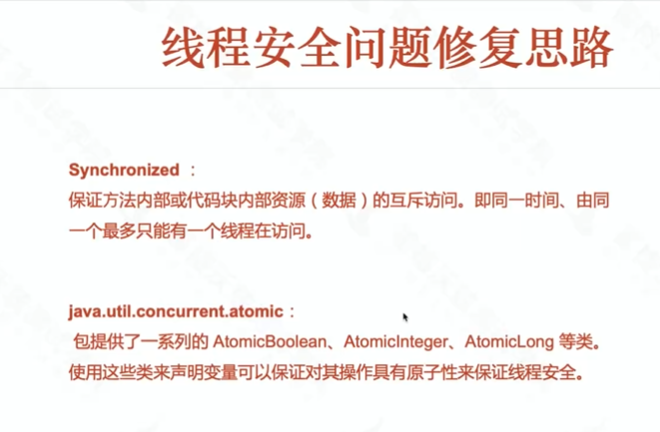 线程安全问题修复思路
Synchronized ：
保证方法内部或代码块内部资源（数据）的互斥访问。即同一时间、由同
一个最多只能有一个线程在访问。
java.util.concurrent.atomic：
包提供了一系列的 AtomicBoolean、AtomicInteger、AtomicLong 等类。
使用这些类来声明变量可以保证对其操作具有原子性来保证线程安全。